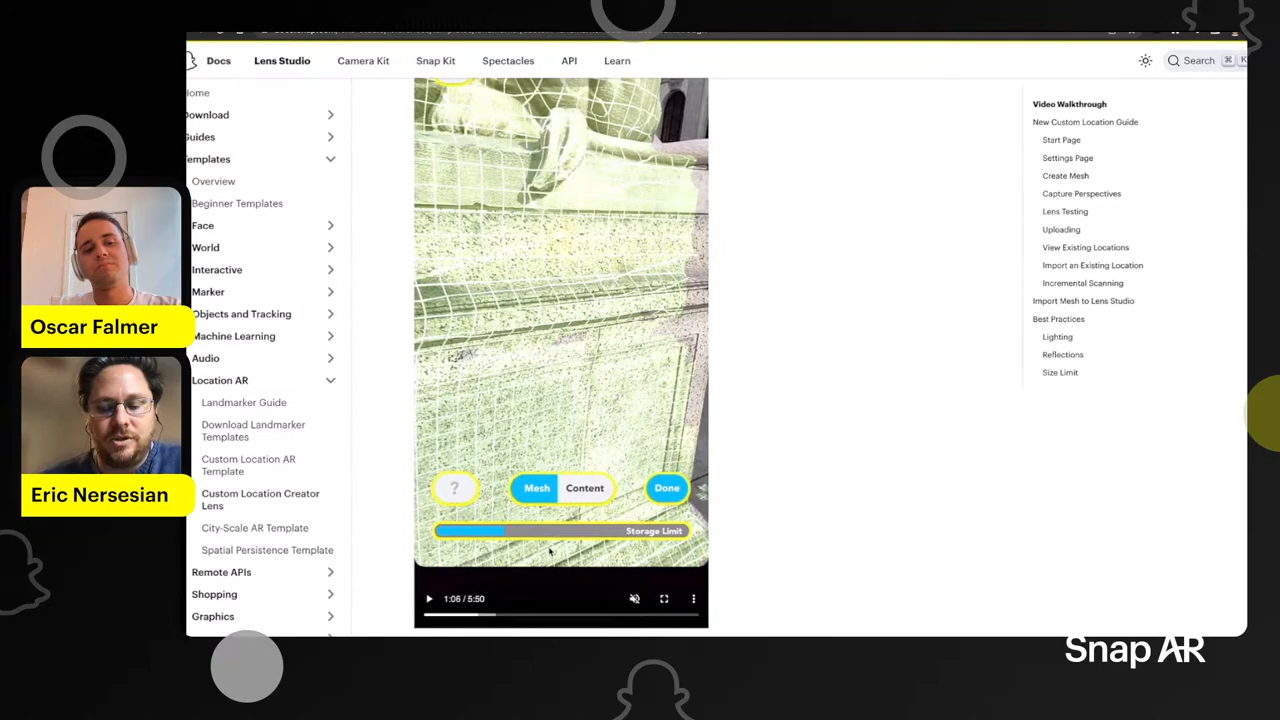 Docs
Lens Studio
Camera Kit
Snap Kit
Spectacles
API
Learn
Search
⌘
K
ome
ownload
uides
emplates
Overview
Beginner Templates
Face
World
Interactive
Marker
Objects and Tracking
Machine Learning
Audio
Location AR
Landmarker Guide
Download Landmarker
Templates
Custom Location AR
Template
Custom Location Creator
Lens
City-Scale AR Template
Spatial Persistence Template
Remote APIs
Shopping
Graphics
?
Mesh
Content
Done
Storage Limit
1:06 / 5:50
Video Walkthrough
New Custom Location Guide
Start Page
Settings Page
Create Mesh
Capture Perspectives
Lens Testing
Uploading
View Existing Locations
Import an Existing Location
Incremental Scanning
Import Mesh to Lens Studio
Best Practices
Lighting
Reflections
Size Limit
Oscar Falmer
Eric Nersesian
Snap AR